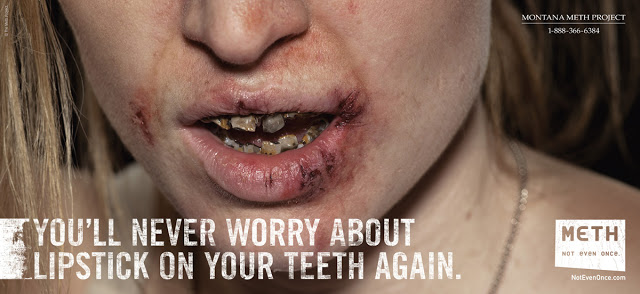 MONTANA METH PROJECT
1-888-366-6384
YOU'LL NEVER WORRY ABOUT
LIPSTICK ON YOUR TEETH AGAIN.
METH
NOT EVEN ONCE.
NotEvenOnce.com